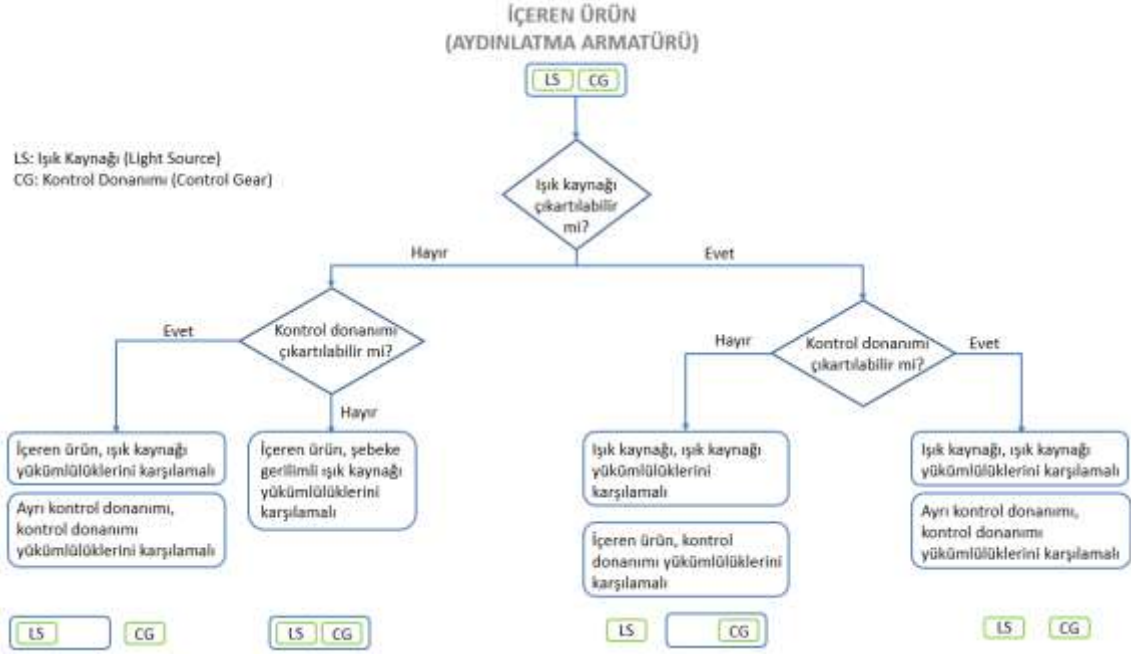 İÇEREN ÜRÜN
(AYDINLATMA ARMATÜRÜ)
LS CG
LS: Işık Kaynağı (Light Source)
CG: Kontrol Donanımı (Control Gear)
Işık kaynağı
çıkartılabilir
mi?
Hayır
Evet
Evet
Kontrol donanımı
çıkartılabilir mi?
Hayır
Hayır
Kontrol donanımı
çıkartılabilir mi?
Evet
İçeren ürün, ışık kaynağı
yükümlülüklerini karşılamalı
Ayrı kontrol donanımı,
kontrol donanımı
yükümlülüklerini karşılamalı
İçeren ürün, şebeke
gerilimli ışık kaynağı
yükümlülüklerini
karşılamalı
Işık kaynağı, ışık kaynağı
yükümlülüklerini
karşılamalı
İçeren ürün, kontrol
donanımı yükümlülüklerini
karşılamalı
Işık kaynağı, ışık kaynağı
yükümlülüklerini karşılamalı
Ayrı kontrol donanımı,
kontrol donanımı
yükümlülüklerini karşılamalı
LS CG
LS CG
LS CG
LS CG